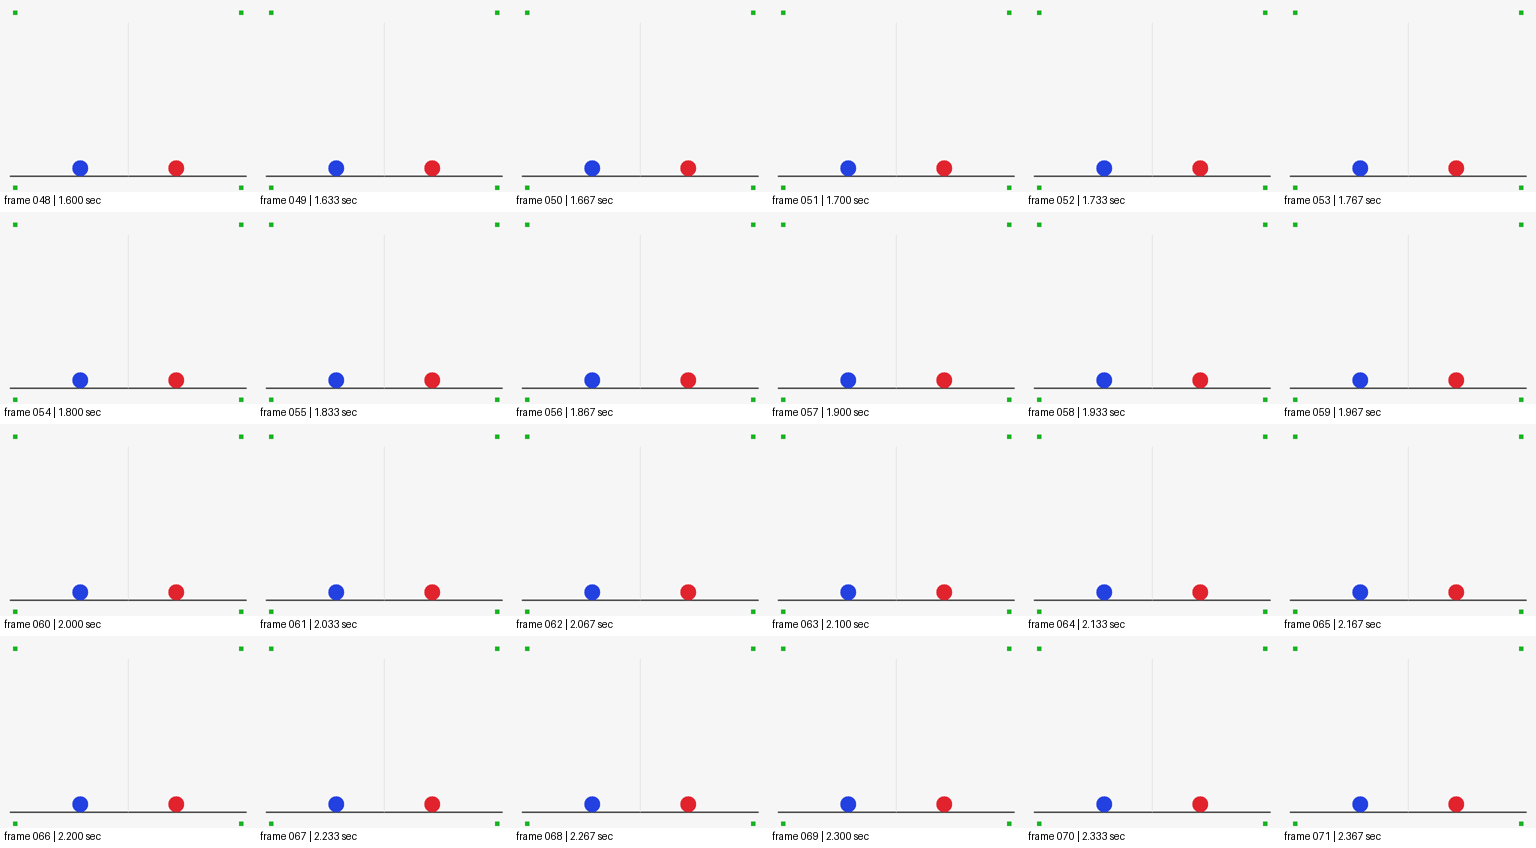 frame 048 | 1.600 sec
frame 049 | 1.633 sec
frame 050 | 1.667 sec
frame 051 | 1.700 sec
frame 052 | 1.733 sec
frame 053 | 1.767 sec
frame 054 | 1.800 sec
frame 055 | 1.833 sec
frame 056 | 1.867 sec
frame 057 | 1.900 sec
frame 058 | 1.933 sec
frame 059 | 1.967 sec
frame 060 | 2.000 sec
frame 061 | 2.033 sec
frame 062 | 2.067 sec
frame 063 | 2.100 sec
frame 064 | 2.133 sec
frame 065 | 2.167 sec
frame 066 | 2.200 sec
frame 067 | 2.233 sec
frame 068 | 2.267 sec
frame 069 | 2.300 sec
frame 070 | 2.333 sec
frame 071 | 2.367 sec